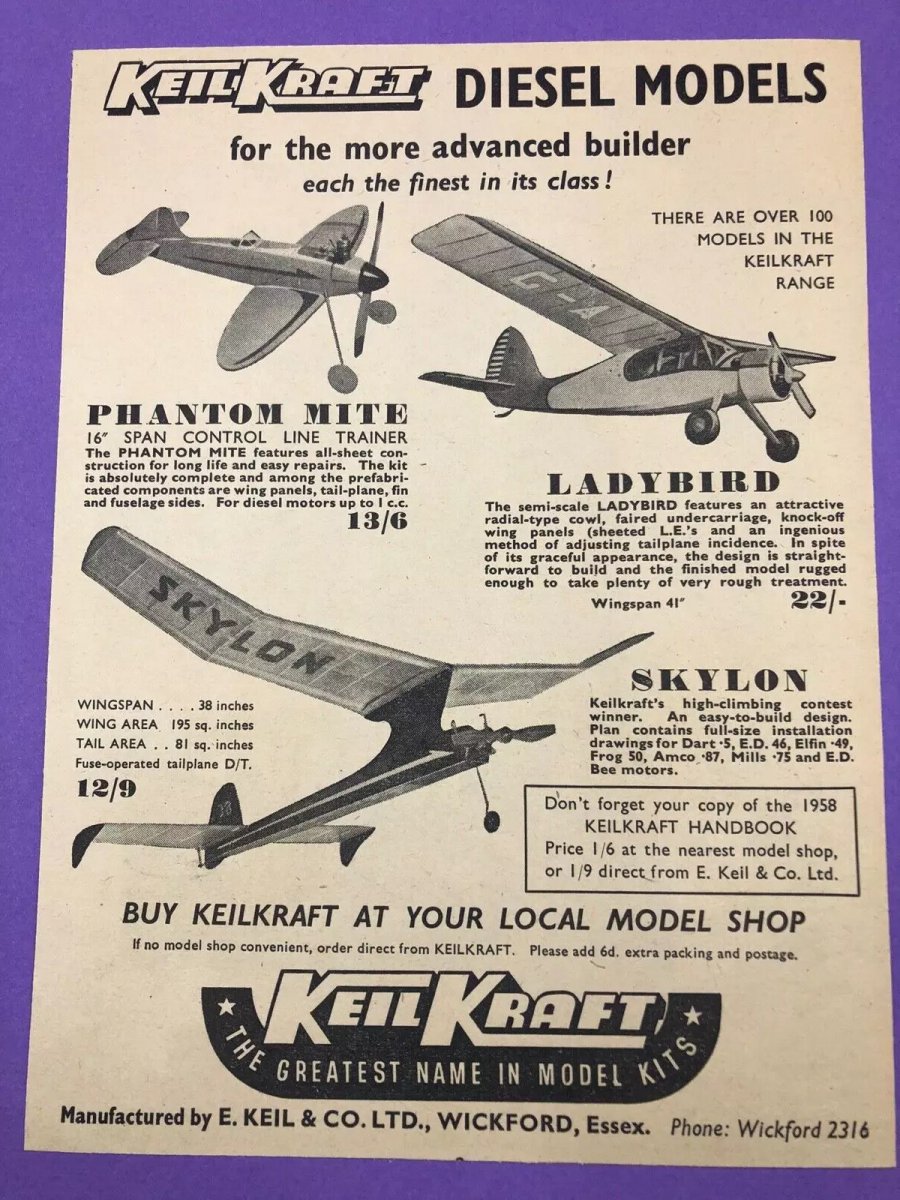 KEILKRAFT DIESEL MODELS
for the more advanced builder
each the finest in its class!
THERE ARE OVER 100
MODELS IN THE
KEILKRAFT
RANGE
G-A
PHANTOM MITE
16" SPAN CONTROL LINE TRAINER
The PHANTOM MITE features all-sheet con-
struction for long life and easy repairs. The kit
is absolutely complete and among the prefabri-
cated components are wing panels, tail-plane, fin
and fuselage sides. For diesel motors up to 1 c.c.
13/6
LADYBIRD
The semi-scale LADYBIRD features an attractive
radial-type cowl, faired undercarriage, knock-off
wing panels (sheeted L.E.'s and an ingenious
method of adjusting tailplane incidence. In spite
of its graceful appearance, the design is straight-
forward to build and the finished model rugged
enough to take plenty of very rough treatment.
Wingspan 41" 22/-
SKYLON
WINGSPAN . . . . 38 inches
WING AREA 195 sq. inches
TAIL AREA . . 81 sq. inches
Fuse-operated tailplane D/T.
12/9
SKYLON
Keilkraft's high-climbing contest
winner. An easy-to-build design.
Plan contains full-size installation
drawings for Dart ·5, E.D. 46, Elfin ·49,
Frog 50, Amco ·87, Mills ·75 and E.D.
Bee motors.
Don't forget your copy of the 1958
KEILKRAFT HANDBOOK
Price 1/6 at the nearest model shop,
or 1/9 direct from E. Keil & Co. Ltd.
BUY KEILKRAFT AT YOUR LOCAL MODEL SHOP
If no model shop convenient, order direct from KEILKRAFT. Please add 6d. extra packing and postage.
KEILKRAFT
THE GREATEST NAME IN MODEL KITS
Manufactured by E. KEIL & CO. LTD., WICKFORD, Essex. Phone: Wickford 2316